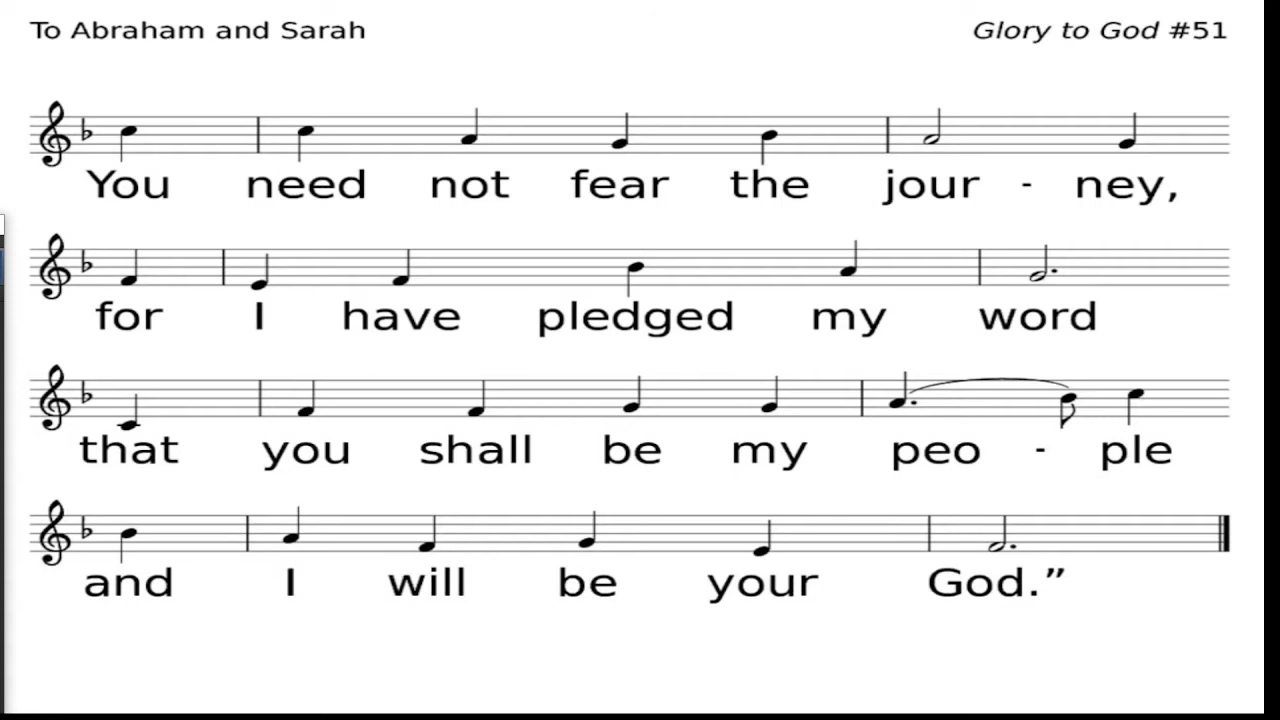 To Abraham and Sarah
Glory to God #51
You need not fear the jour - ney,
for I have pledged my word
that you shall be my peo - ple
and I will be your God.”